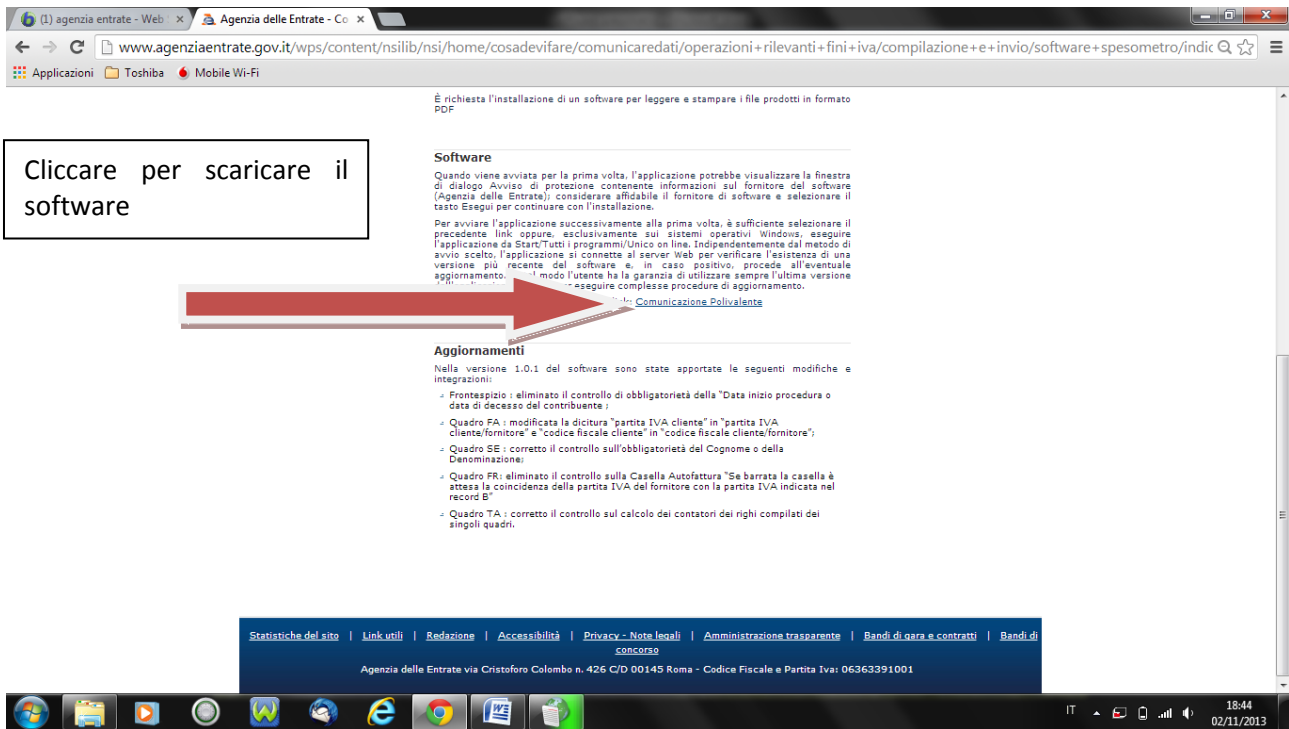 (1) agenzia entrate - Web
Agenzia delle Entrate - Co
www.agenziaentrate.gov.it/wps/content/nsilib/nsi/home/cosadevifare/comunicaredati/operazioni+rilevanti+fini+iva/compilazione+e+invio/software+spesometro/indic
Applicazioni Toshiba Mobile Wi-Fi
È richiesta l'installazione di un software per leggere e stampare i file prodotti in formato
PDF
Cliccare per scaricare il
software
Software
Quando viene avviata per la prima volta, l'applicazione potrebbe visualizzare la finestra
di dialogo Avviso di protezione contenente informazioni sul fornitore del software
(Agenzia delle Entrate); considerare affidabile il fornitore di software e selezionare il
tasto Esegui per continuare con l'installazione.
Per avviare l'applicazione successivamente alla prima volta, è sufficiente selezionare il
precedente link oppure, esclusivamente sui sistemi operativi Windows, eseguire
l'applicazione da Start/Tutti i programmi/Unico on line. Indipendentemente dal metodo di
avvio scelto, l'applicazione si connette al server Web per verificare l'esistenza di una
versione più recente del software e, in caso positivo, procede all'eventuale
aggiornamento. modo l'utente ha la garanzia di utilizzare sempre l'ultima versione
eseguire complesse procedure di aggiornamento.
Comunicazione Polivalente
Aggiornamenti
Nella versione 1.0.1 del software sono state apportate le seguenti modifiche e
integrazioni:
Frontespizio : eliminato il controllo di obbligatorietà della "Data inizio procedura o
data di decesso del contribuente ;
Quadro FA : modificata la dicitura "partita IVA cliente" in "partita IVA
cliente/fornitore" e "codice fiscale cliente" in "codice fiscale cliente/fornitore";
Quadro SE : corretto il controllo sull'obbligatorietà del Cognome o della
Denominazione;
Quadro FR: eliminato il controllo sulla Casella Autofattura "Se barrata la casella è
attesa la coincidenza della partita IVA del fornitore con la partita IVA indicata nel
record B"
Quadro TA : corretto il controllo sul calcolo dei contatori dei righi compilati dei
singoli quadri.
Statistiche del sito | Link utili | Redazione | Accessibilità | Privacy - Note legali | Amministrazione trasparente | Bandi di gara e contratti | Bandi di
concorso
Agenzia delle Entrate via Cristoforo Colombo n. 426 C/D 00145 Roma - Codice Fiscale e Partita Iva: 06363391001
IT 18:44
02/11/2013